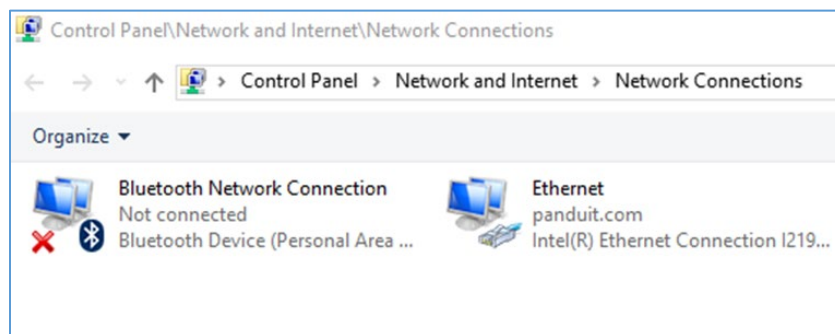 Control Panel\Network and Internet\Network Connections
Control Panel > Network and Internet > Network Connections
Organize
Bluetooth Network Connection
Not connected
Bluetooth Device (Personal Area ...
Ethernet
panduit.com
Intel(R) Ethernet Connection I219...